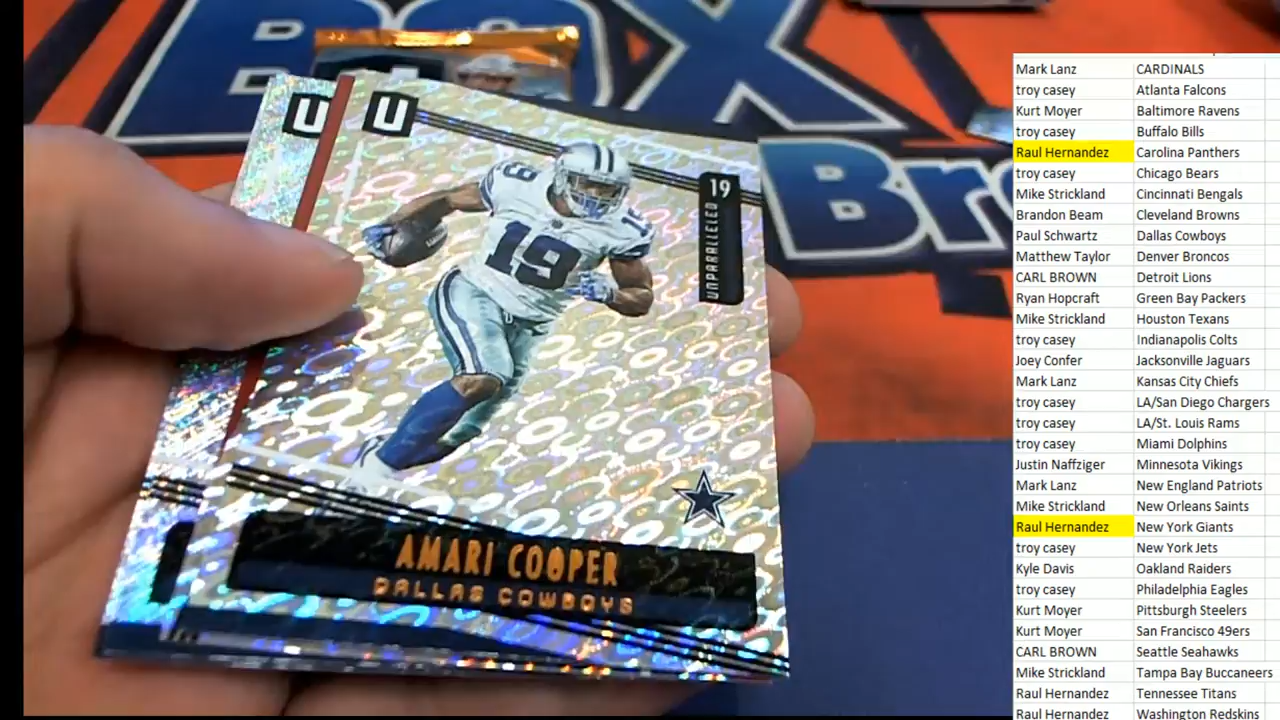 BOX
Bre
U
U
19
UNPARALLELED
19
19
AMARI COOPER
DALLAS COWBOYS
Mark Lanz CARDINALS
troy casey Atlanta Falcons
Kurt Moyer Baltimore Ravens
troy casey Buffalo Bills
Raul Hernandez Carolina Panthers
troy casey Chicago Bears
Mike Strickland Cincinnati Bengals
Brandon Beam Cleveland Browns
Paul Schwartz Dallas Cowboys
Matthew Taylor Denver Broncos
CARL BROWN Detroit Lions
Ryan Hopcraft Green Bay Packers
Mike Strickland Houston Texans
troy casey Indianapolis Colts
Joey Confer Jacksonville Jaguars
Mark Lanz Kansas City Chiefs
troy casey LA/San Diego Chargers
troy casey LA/St. Louis Rams
troy casey Miami Dolphins
Justin Naffziger Minnesota Vikings
Mark Lanz New England Patriots
Mike Strickland New Orleans Saints
Raul Hernandez New York Giants
troy casey New York Jets
Kyle Davis Oakland Raiders
troy casey Philadelphia Eagles
Kurt Moyer Pittsburgh Steelers
Kurt Moyer San Francisco 49ers
CARL BROWN Seattle Seahawks
Mike Strickland Tampa Bay Buccaneers
Raul Hernandez Tennessee Titans
Raul Hernandez Washington Redskins